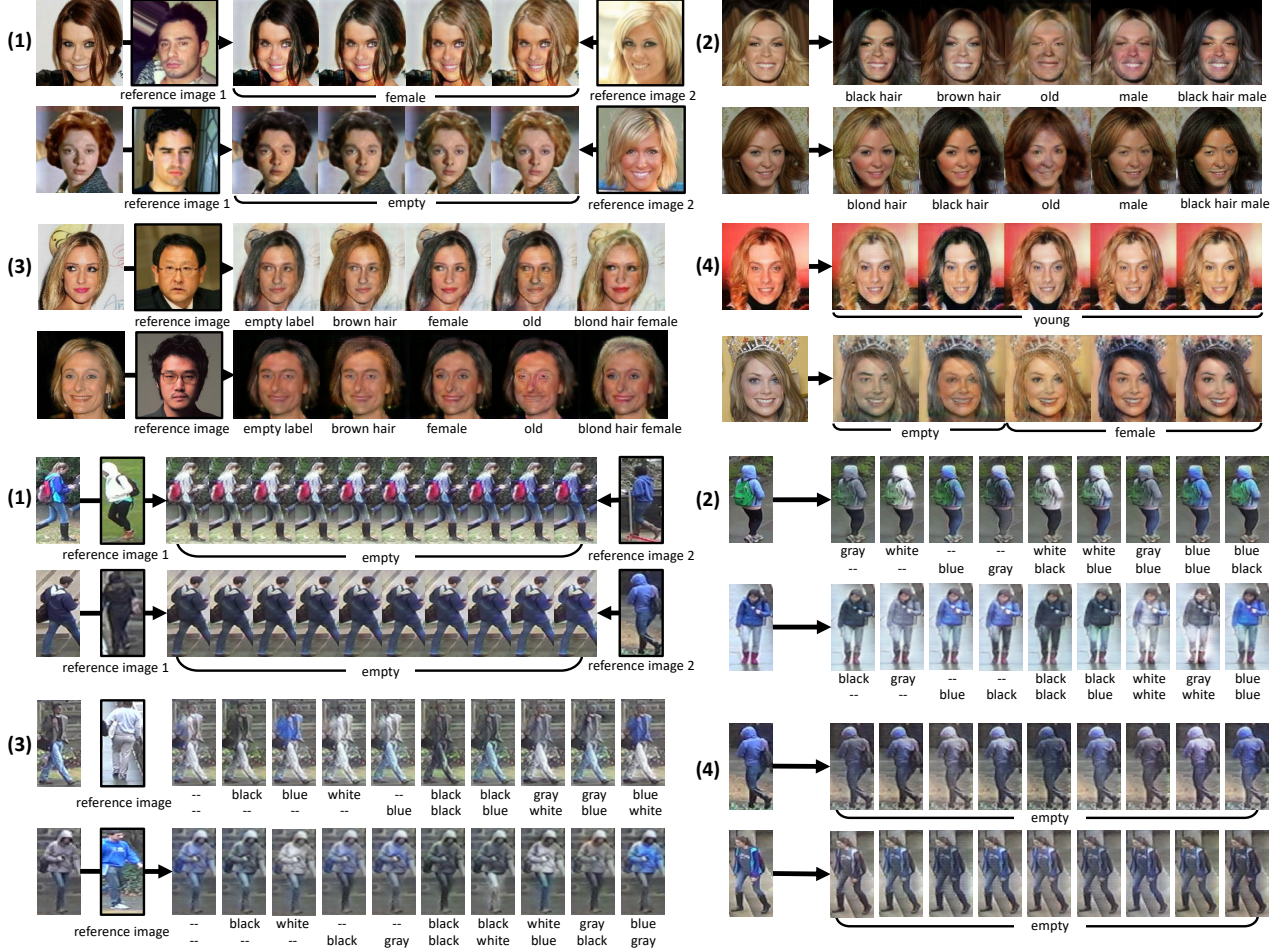 (1)
reference image 1
female
reference image 2
reference image 1
empty
reference image 2
(2)
black hair brown hair old male black hair male
blond hair black hair old male black hair male
(3)
reference image empty label brown hair female old blond hair female
reference image empty label brown hair female old blond hair female
(4)
young
empty female
(1)
reference image 1
empty
reference image 2
reference image 1
empty
reference image 2
(2)
gray white -- -- white white gray blue blue
-- -- blue gray black blue blue blue black
black gray -- -- black black white gray blue
-- -- blue black black blue white white blue
(3)
reference image
-- black blue white -- black black gray gray blue
-- -- -- -- blue black blue white blue white
reference image
-- black white -- -- black black white gray blue
-- -- -- black gray black white blue black gray
(4)
empty
empty